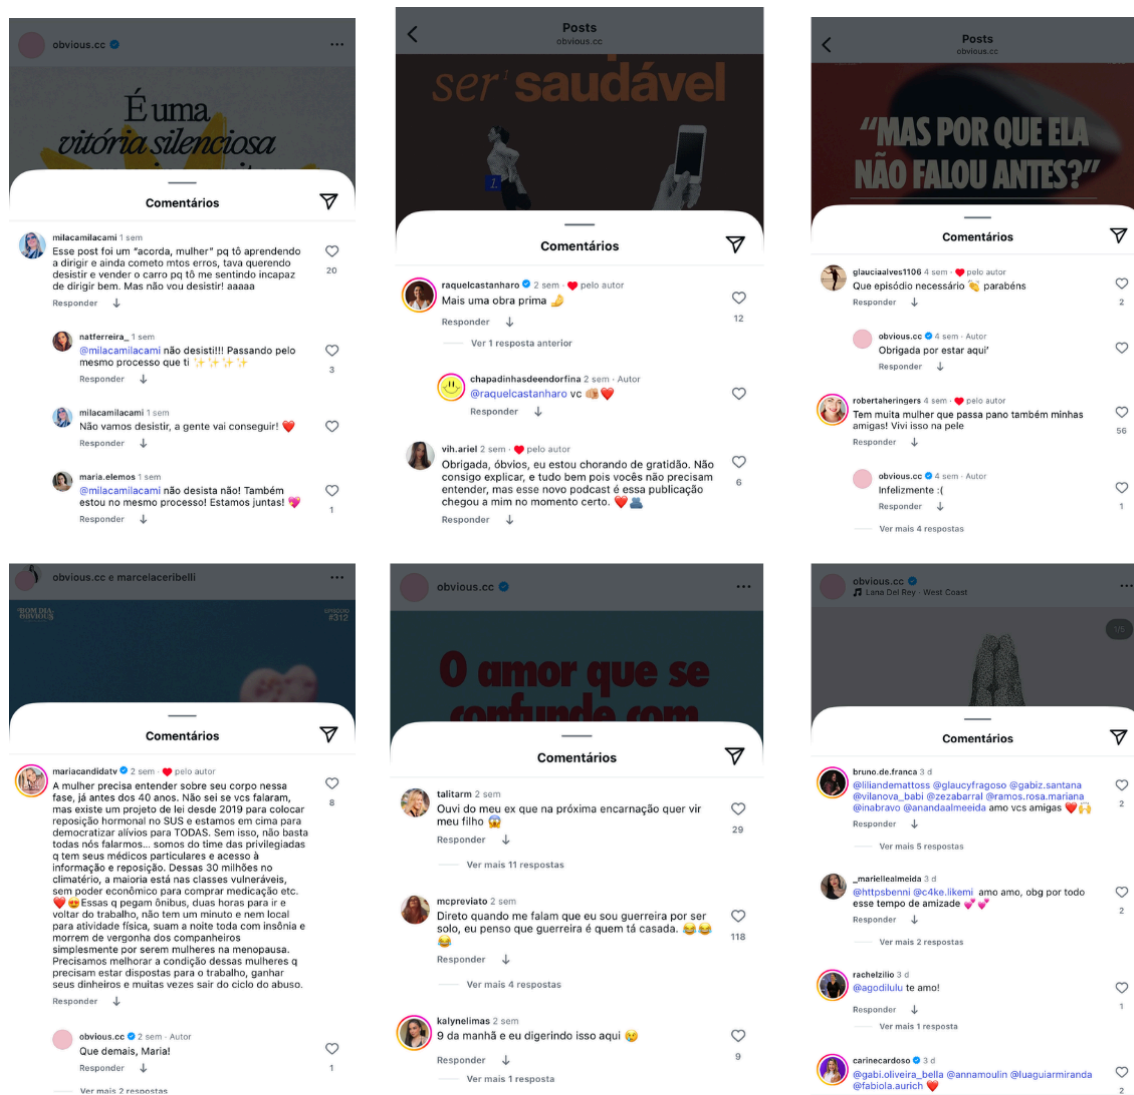 obvious.cc
É uma
vitória silenciosa
Comentários
milacamilacami 1 sem
Esse post foi um "acorda, mulher" pq tô aprendendo
a dirigir e ainda cometo mtos erros, tava querendo
desistir e vender o carro pq tô me sentindo incapaz
de dirigir bem. Mas não vou desistir! aaaaa
20
Responder
natferreira_ 1 sem
@milacamilacami não desisti!!! Passando pelo
mesmo processo que ti ✨✨✨✨
3
Responder
milacamilacami 1 sem
Não vamos desistir, a gente vai conseguir! ❤️
Responder
maria.elemos 1 sem
@milacamilacami não desista não! Também
estou no mesmo processo! Estamos juntas! 💖
1
Responder
Posts
obvious.cc
ser¹ saudável
1.
Comentários
raquelcastanharo 2 sem · ❤️ pelo autor
Mais uma obra prima 🤌
12
Responder
Ver 1 resposta anterior
chapadinhasdeendorfina 2 sem · Autor
@raquelcastanharo vc 🤏🏼❤️
Responder
vih.ariel 2 sem · ❤️ pelo autor
Obrigada, óbvios, eu estou chorando de gratidão. Não
consigo explicar, e tudo bem pois vocês não precisam
entender, mas esse novo podcast é essa publicação
chegou a mim no momento certo. ❤️🫂
6
Responder
Posts
obvious.cc
"MAS POR QUE ELA
NÃO FALOU ANTES?"
Comentários
glauciaalves1106 4 sem · ❤️ pelo autor
Que episódio necessário 👏 parabéns
2
Responder
obvious.cc 4 sem · Autor
Obrigada por estar aqui'
Responder
robertaheringers 4 sem · ❤️ pelo autor
Tem muita mulher que passa pano também minhas
amigas! Vivi isso na pele
56
Responder
obvious.cc 4 sem · Autor
Infelizmente :(
1
Responder
Ver mais 4 respostas
obvious.cc e marcelaceribelli
BOM DIA,
OBVIOUS
EPISÓDIO
#312
Comentários
mariacandidatv 2 sem · ❤️ pelo autor
A mulher precisa entender sobre seu corpo nessa
fase, já antes dos 40 anos. Não sei se vcs falaram,
mas existe um projeto de lei desde 2019 para colocar
reposição hormonal no SUS e estamos em cima para
democratizar alívios para TODAS. Sem isso, não basta
todas nós falarmos... somos do time das privilegiadas
q tem seus médicos particulares e acesso à
informação e reposição. Dessas 30 milhões no
climatério, a maioria está nas classes vulneráveis,
sem poder econômico para comprar medicação etc.
❤️😍Essas q pegam ônibus, duas horas para ir e
voltar do trabalho, não tem um minuto e nem local
para atividade física, suam a noite toda com insônia e
morrem de vergonha dos companheiros
simplesmente por serem mulheres na menopausa.
Precisamos melhorar a condição dessas mulheres q
precisam estar dispostas para o trabalho, ganhar
seus dinheiros e muitas vezes sair do ciclo do abuso.
8
Responder
obvious.cc 2 sem · Autor
Que demais, Maria!
1
Responder
Ver mais 2 respostas
obvious.cc
O amor que se
confunde com
Comentários
talitarm 2 sem
Ouvi do meu ex que na próxima encarnação quer vir
meu filho 😱
29
Responder
Ver mais 11 respostas
mcpreviato 2 sem
Direto quando me falam que eu sou guerreira por ser
solo, eu penso que guerreira é quem tá casada. 😂😂
😂
118
Responder
Ver mais 4 respostas
kalynelimas 2 sem
9 da manhã e eu digerindo isso aqui 😢
9
Responder
Ver mais 1 resposta
obvious.cc
Lana Del Rey · West Coast
1/5
Comentários
bruno.de.franca 3 d
@liliandemattoss @glaucyfragoso @gabiz.santana
@vilanova_babi @zezabarral @ramos.rosa.mariana
@inabravo @anandaalmeeida amo vcs amigas ❤️🙌
2
Responder
Ver mais 5 respostas
_mariellealmeida 3 d
@httpsbenni @c4ke.likemi amo amo, obg por todo
esse tempo de amizade 💞💞
2
Responder
Ver mais 2 respostas
rachelzilio 3 d
@agodilulu te amo!
1
Responder
Ver mais 1 resposta
carinecardoso 3 d
@gabi.oliveira_bella @annamoulin @luaguiarmiranda
@fabiola.aurich ❤️
2